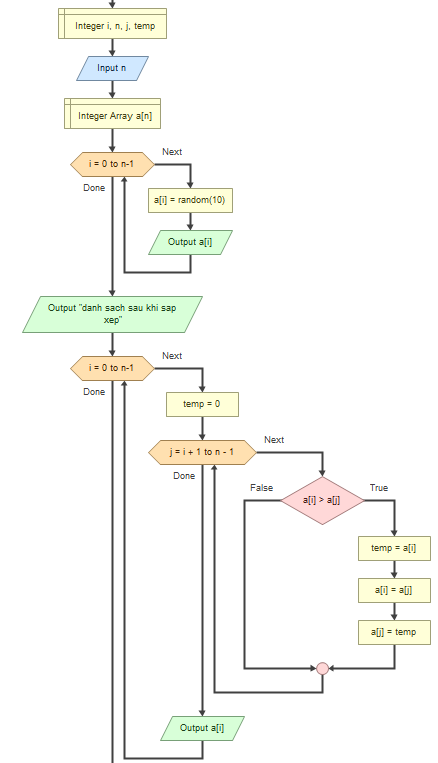 Integer i, n, j, temp
Input n
Integer Array a[n]
i = 0 to n-1
Next
Done
a[i] = random(10)
Output a[i]
Output "danh sach sau khi sap
xep"
i = 0 to n-1
Next
Done
temp = 0
j = i + 1 to n - 1
Next
Done
a[i] > a[j]
False
True
temp = a[i]
a[i] = a[j]
a[j] = temp
Output a[i]